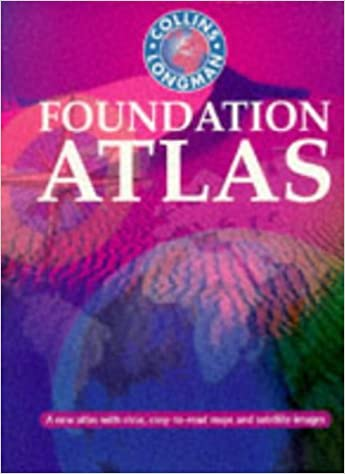 COLLINS
LONGMAN
FOUNDATION
ATLAS
A new atlas with clear, easy-to-read maps and satellite images